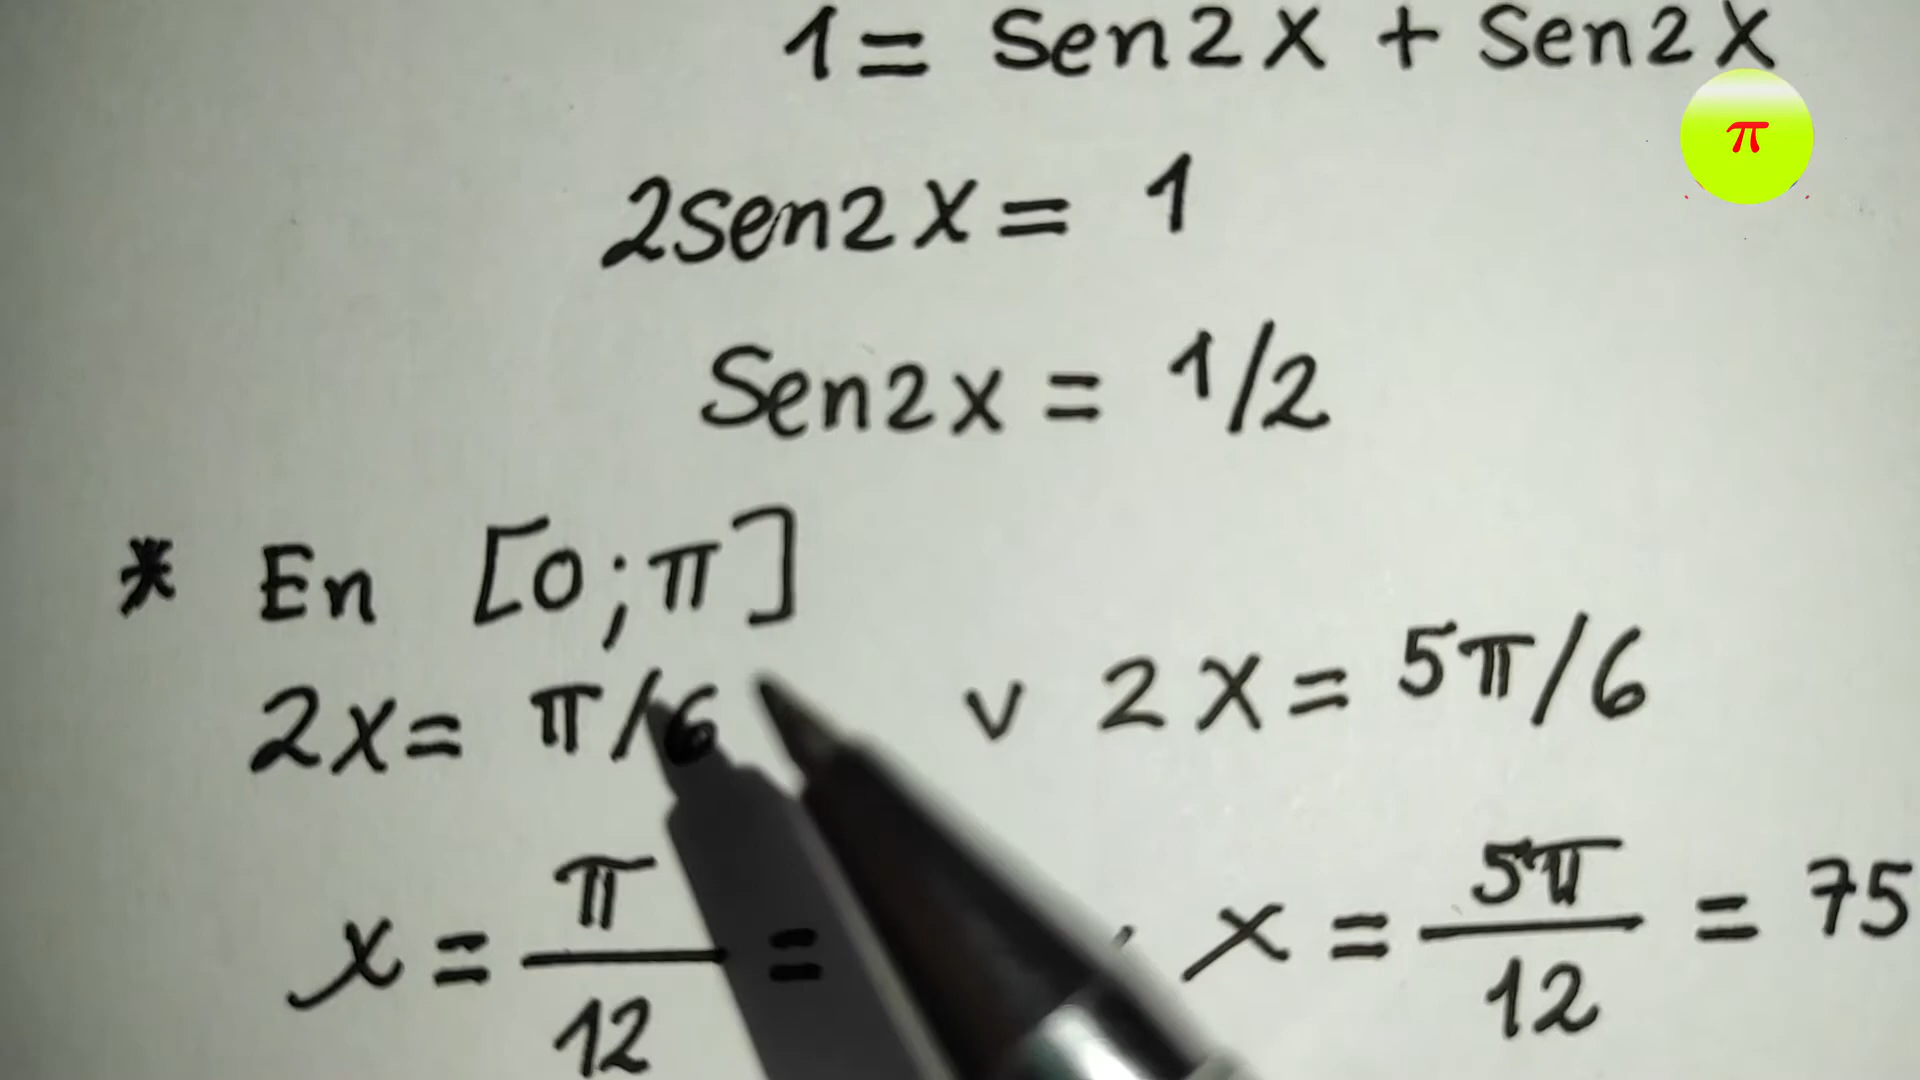 1 = Sen2x + Sen2x
π
2sen2x = 1
Sen2x = 1/2
* En [0;π]
2x = π/6 v 2x = 5π/6
x = π/12 = x = 5π/12 = 75